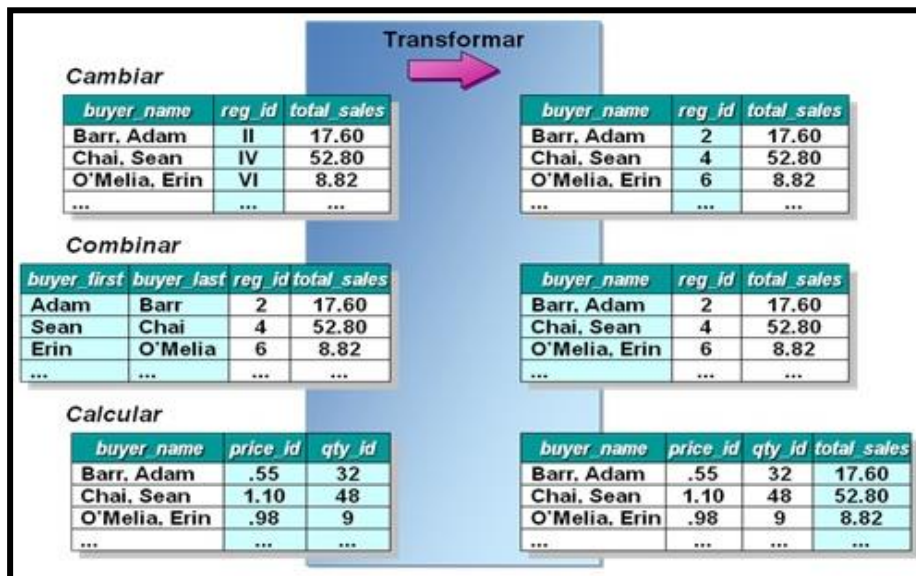 Transformar
Cambiar
buyer_name reg_id total_sales
Barr, Adam II 17.60
Chai, Sean IV 52.80
O'Melia, Erin VI 8.82
... ... ...
buyer_name reg_id total_sales
Barr, Adam 2 17.60
Chai, Sean 4 52.80
O'Melia, Erin 6 8.82
... ... ...
Combinar
buyer_first buyer_last reg_id total_sales
Adam Barr 2 17.60
Sean Chai 4 52.80
Erin O'Melia 6 8.82
... ... ... ...
buyer_name reg_id total_sales
Barr, Adam 2 17.60
Chai, Sean 4 52.80
O'Melia, Erin 6 8.82
... ... ...
Calcular
buyer_name price_id qty_id
Barr, Adam .55 32
Chai, Sean 1.10 48
O'Melia, Erin .98 9
... ... ...
buyer_name price_id qty_id total_sales
Barr, Adam .55 32 17.60
Chai, Sean 1.10 48 52.80
O'Melia, Erin .98 9 8.82
... ... ... ...